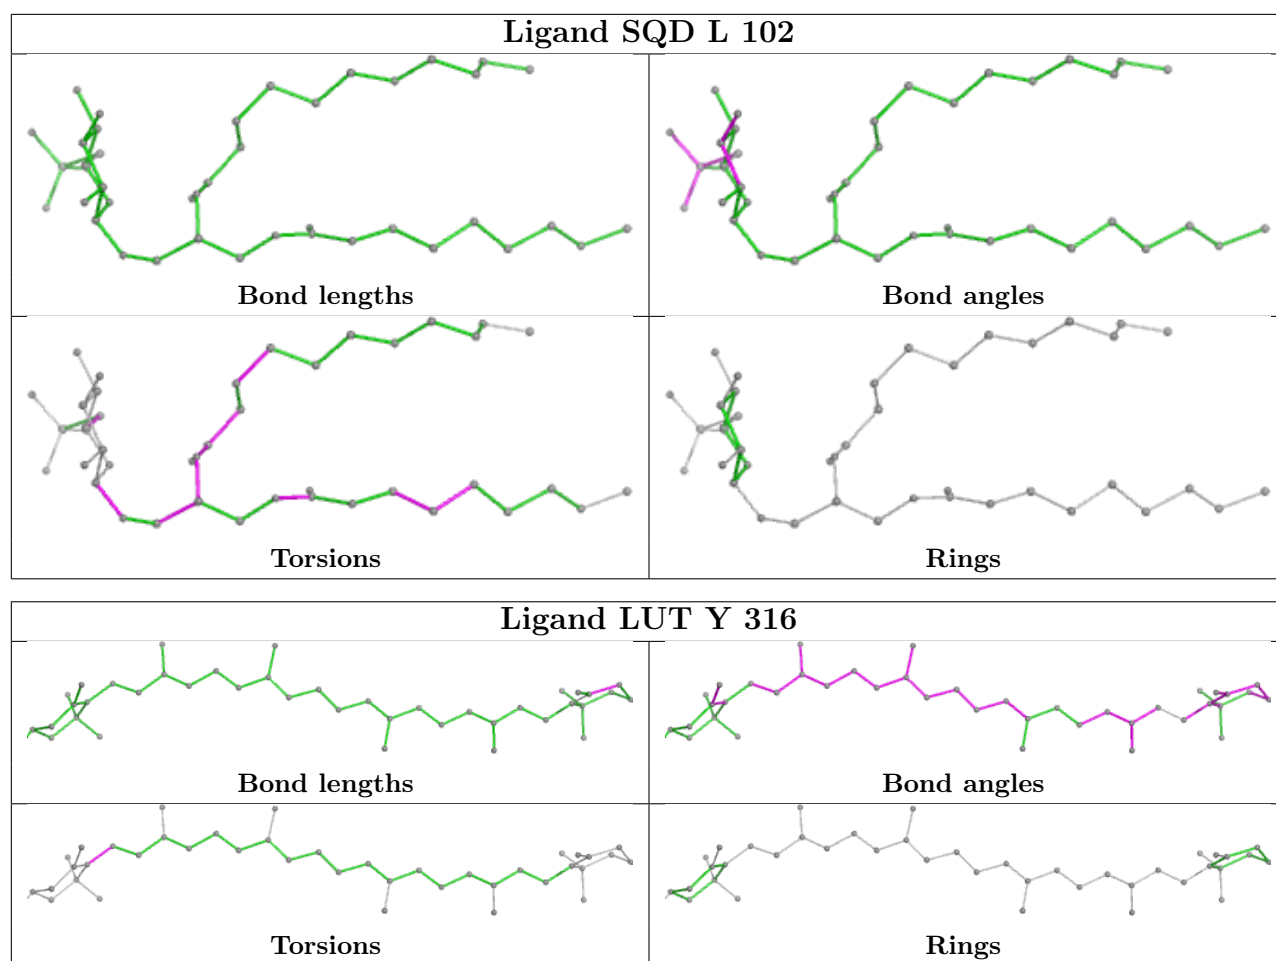 Ligand SQD L 102
Bond lengths
Bond angles
Torsions
Rings
Ligand LUT Y 316
Bond lengths
Bond angles
Torsions
Rings